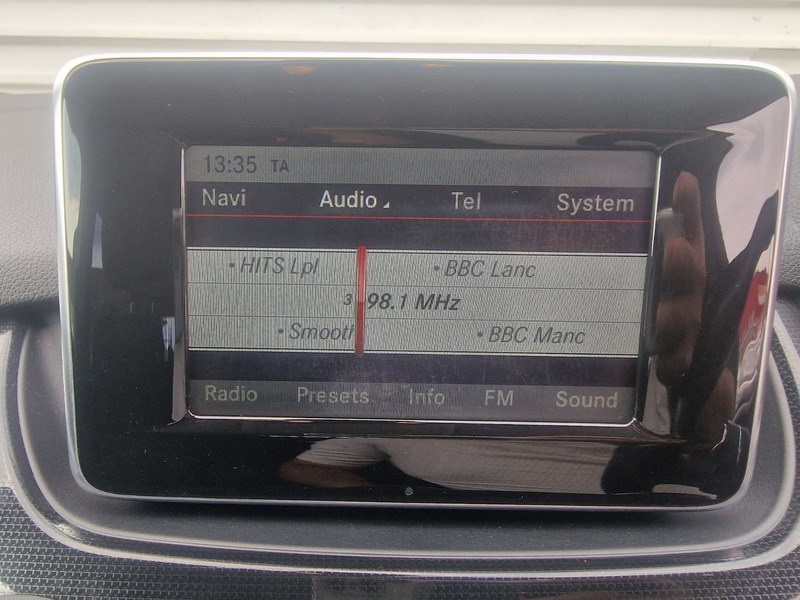 13:35 TA
Navi Audio Tel System
•HITS Lpl •BBC Lanc
3 98.1 MHz
•Smooth •BBC Manc
Radio Presets Info FM Sound